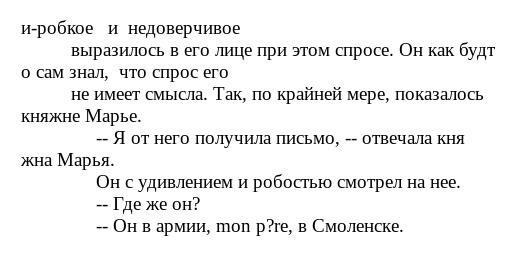 и-робкое и недоверчивое
выразилось в его лице при этом спросе. Он как будт
о сам знал, что спрос его
не имеет смысла. Так, по крайней мере, показалось
княжне Марье.
-- Я от него получила письмо, -- отвечала кня
жна Марья.
Он с удивлением и робостью смотрел на нее.
-- Где же он?
-- Он в армии, mon p?re, в Смоленске.